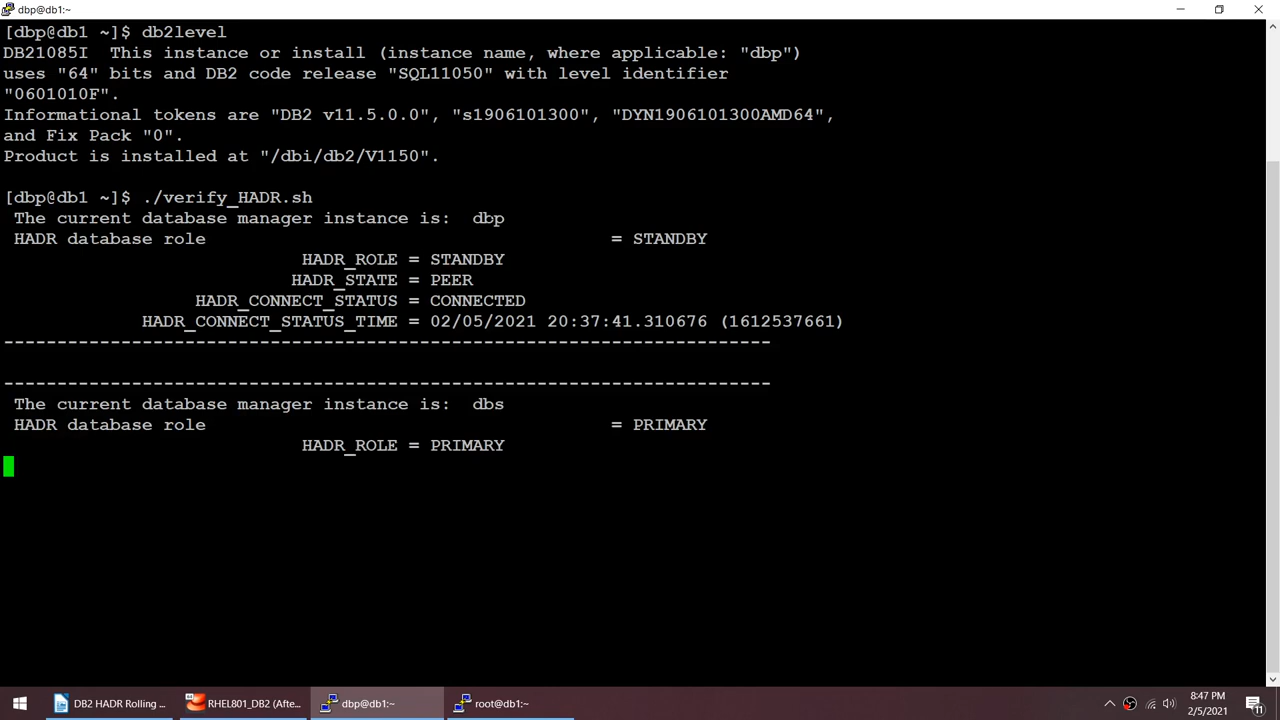 dbp@db1:~
[dbp@db1 ~]$ db2level
DB21085I  This instance or install (instance name, where applicable: "dbp")
uses "64" bits and DB2 code release "SQL11050" with level identifier
"0601010F".
Informational tokens are "DB2 v11.5.0.0", "s1906101300", "DYN1906101300AMD64",
and Fix Pack "0".
Product is installed at "/dbi/db2/V1150".
[dbp@db1 ~]$ ./verify_HADR.sh
The current database manager instance is:  dbp
HADR database role = STANDBY
HADR_ROLE = STANDBY
HADR_STATE = PEER
HADR_CONNECT_STATUS = CONNECTED
HADR_CONNECT_STATUS_TIME = 02/05/2021 20:37:41.310676 (1612537661)
------------------------------------------------------------------------
------------------------------------------------------------------------
The current database manager instance is:  dbs
HADR database role = PRIMARY
HADR_ROLE = PRIMARY
DB2 HADR Rolling ... RHEL801_DB2 (Afte... dbp@db1:~ root@db1:~ 8:47 PM
2/5/2021 11